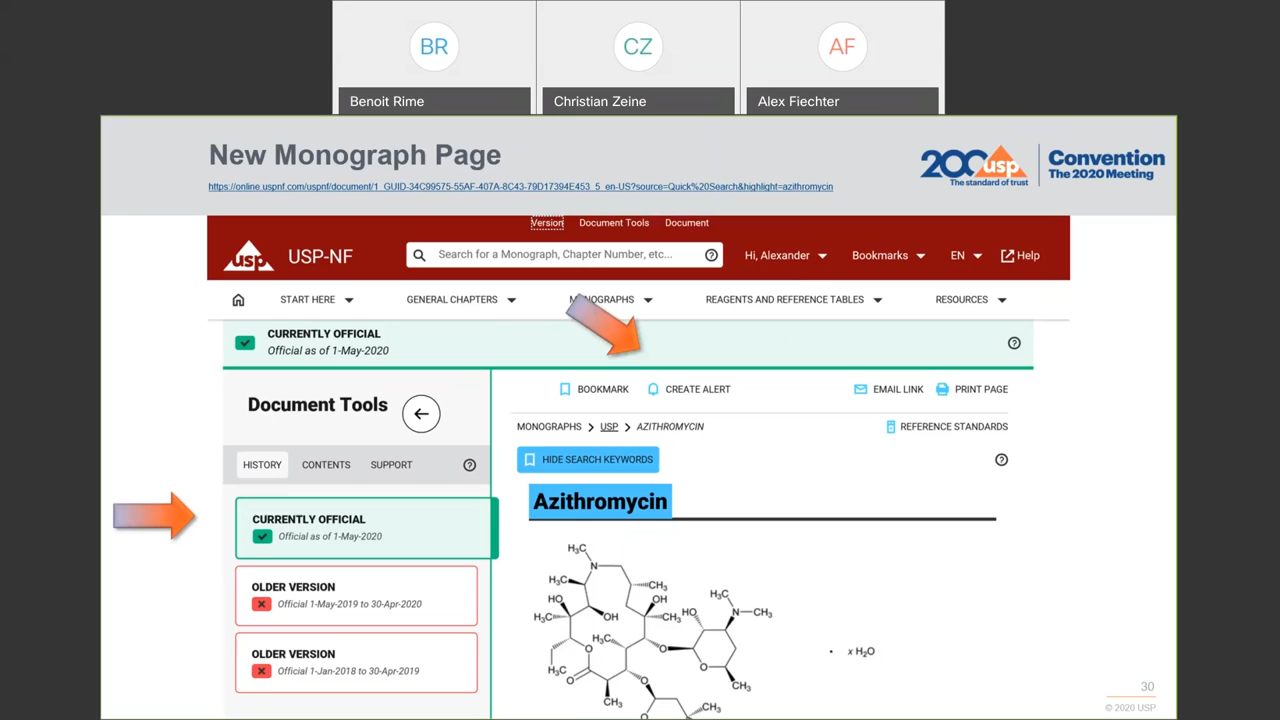 BR
CZ
AF
Benoit Rime
Christian Zeine
Alex Fiechter
New Monograph Page
200 usp
The standard of trust
Convention
The 2020 Meeting
https://online.uspnf.com/uspnf/document/1_GUID-34C99575-55AF-407A-8C43-79D17394E453_5_en-US?source=Quick%20Search&highlight=azithromycin
Version
Document Tools
Document
usp
USP-NF
Search for a Monograph, Chapter Number, etc...
Hi, Alexander
Bookmarks
EN
Help
START HERE
GENERAL CHAPTERS
MONOGRAPHS
REAGENTS AND REFERENCE TABLES
RESOURCES
CURRENTLY OFFICIAL
Official as of 1-May-2020
Document Tools
HISTORY
CONTENTS
SUPPORT
CURRENTLY OFFICIAL
Official as of 1-May-2020
OLDER VERSION
Official 1-May-2019 to 30-Apr-2020
OLDER VERSION
Official 1-Jan-2018 to 30-Apr-2019
BOOKMARK
CREATE ALERT
EMAIL LINK
PRINT PAGE
MONOGRAPHS > USP > AZITHROMYCIN
REFERENCE STANDARDS
HIDE SEARCH KEYWORDS
Azithromycin
H₃C
N
CH₃
H₃C
CH₃
HO
OH
H₃C
CH₃
N
CH₃
HO
H₃C
OH
CH₃
H₃C
O
O
O
H₃C
O
O
CH₃
CH₃
O
CH₃
O
· x H₂O
30
© 2020 USP